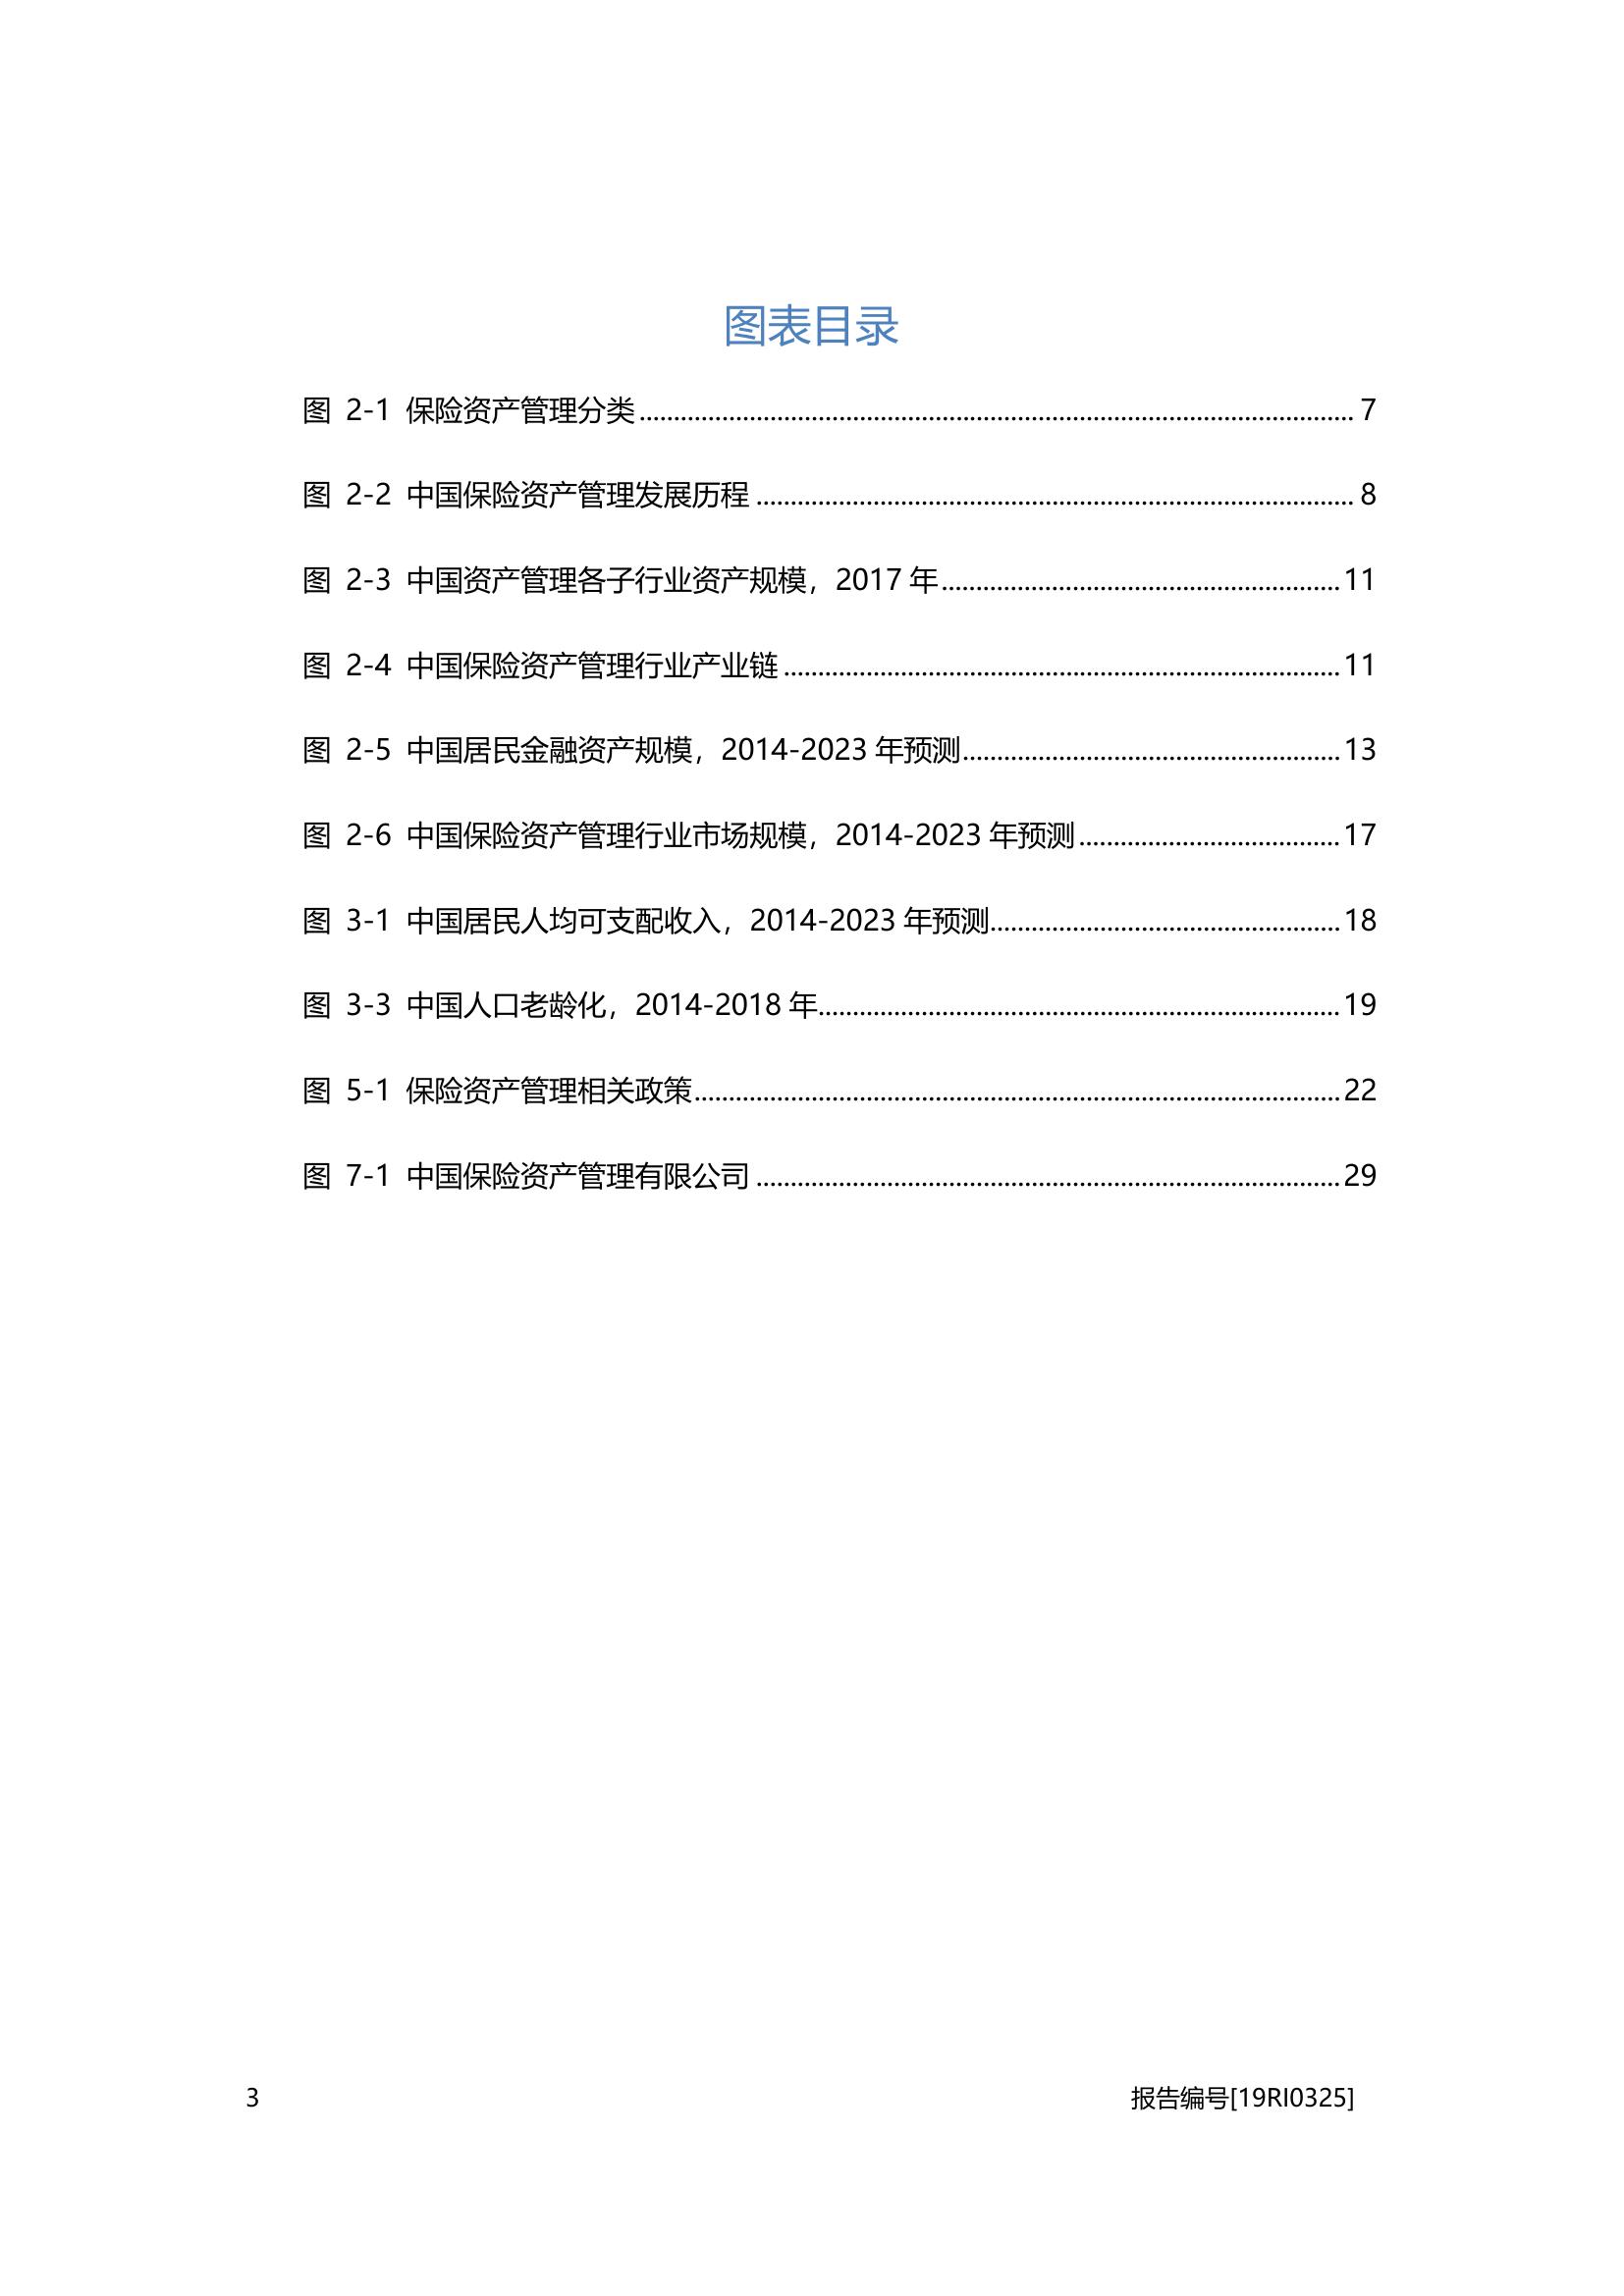 图表目录
图 2-1 保险资产管理分类........................................................................................................ 7
图 2-2 中国保险资产管理发展历程....................................................................................... 8
图 2-3 中国资产管理各子行业资产规模，2017 年..........................................................11
图 2-4 中国保险资产管理行业产业链.................................................................................11
图 2-5 中国居民金融资产规模，2014-2023 年预测.......................................................13
图 2-6 中国保险资产管理行业市场规模，2014-2023 年预测......................................17
图 3-1 中国居民人均可支配收入，2014-2023 年预测...................................................18
图 3-3 中国人口老龄化，2014-2018 年............................................................................19
图 5-1 保险资产管理相关政策..............................................................................................22
图 7-1 中国保险资产管理有限公司.....................................................................................29
3 报告编号[19RI0325]